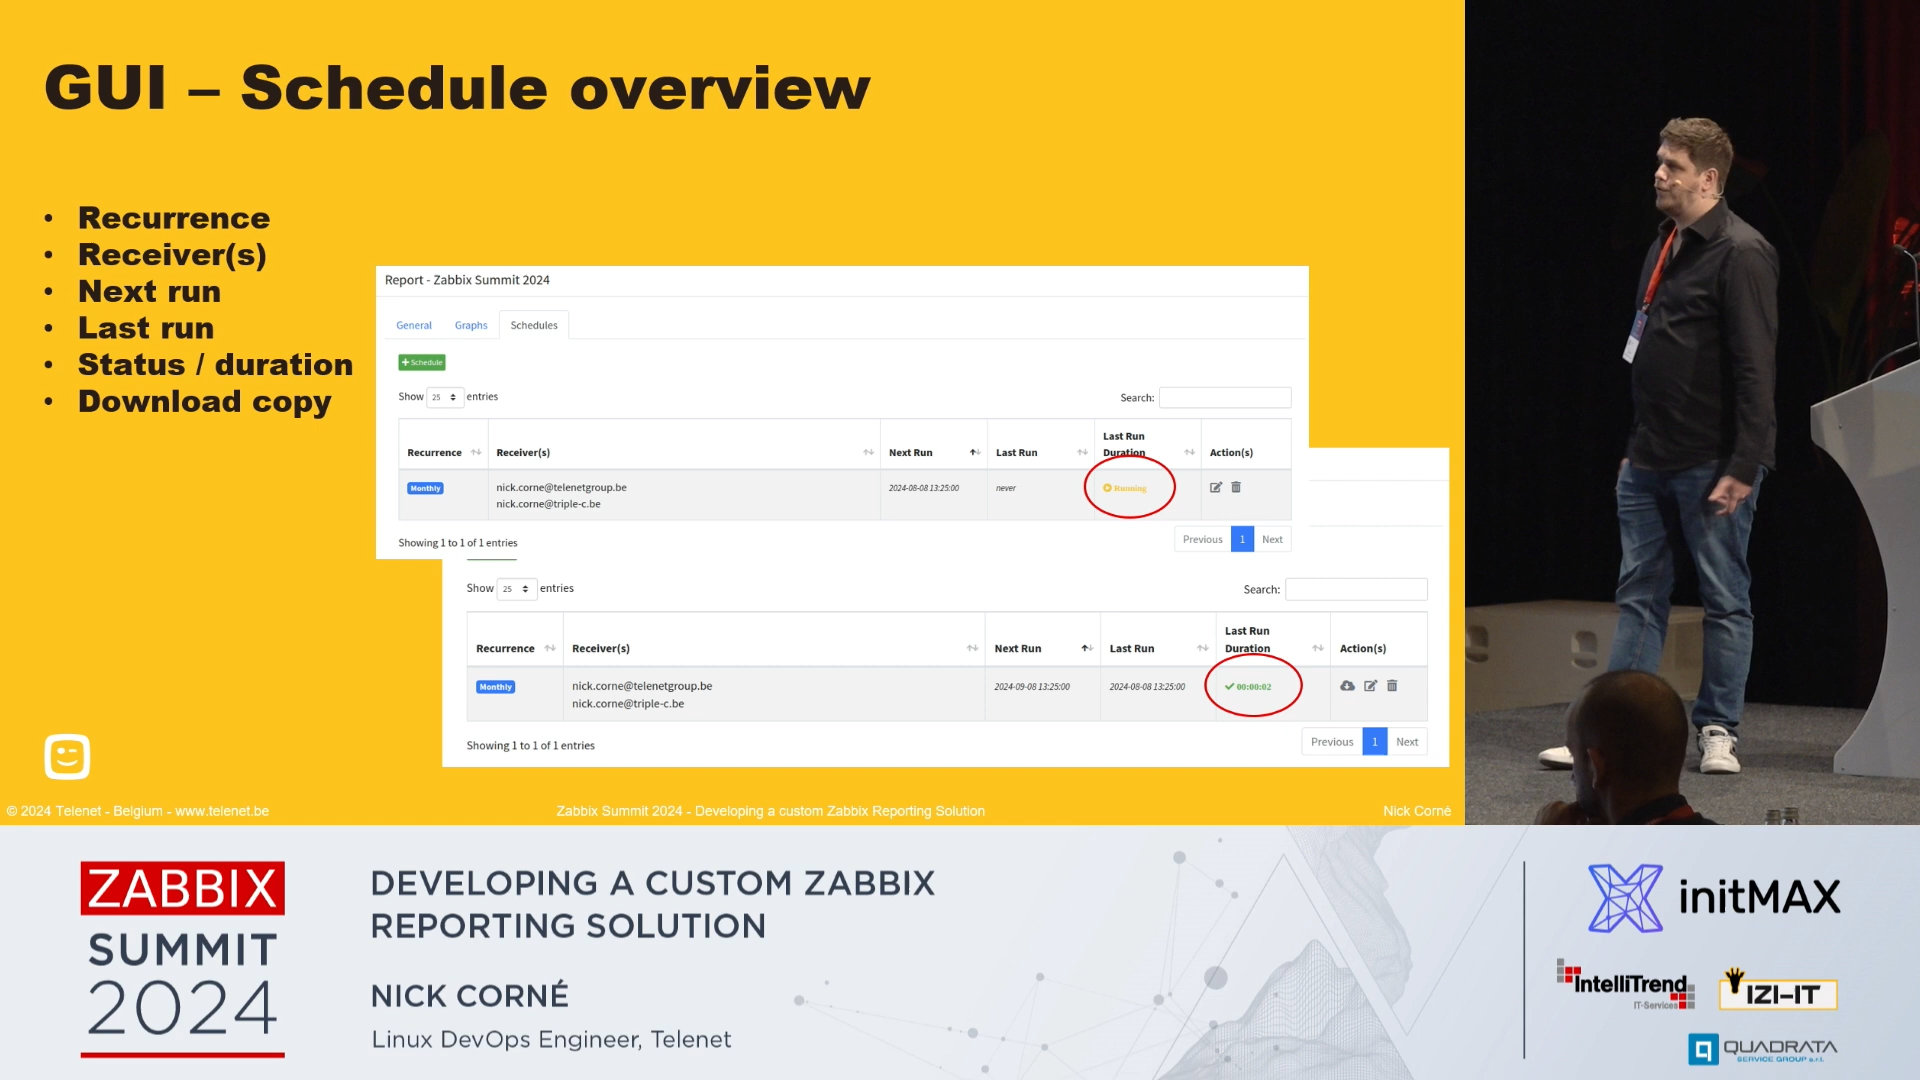 GUI – Schedule overview
• Recurrence
• Receiver(s)
• Next run
• Last run
• Status / duration
• Download copy
Report - Zabbix Summit 2024
General Graphs Schedules
+ Schedule
Show 25 entries Search:
Recurrence Receiver(s) Next Run Last Run Last Run Duration Action(s)
Monthly nick.corne@telenetgroup.be 2024-08-08 13:25:00 never Running
nick.corne@triple-c.be
Showing 1 to 1 of 1 entries Previous 1 Next
Show 25 entries Search:
Recurrence Receiver(s) Next Run Last Run Last Run Duration Action(s)
Monthly nick.corne@telenetgroup.be 2024-09-08 13:25:00 2024-08-08 13:25:00 00:00:02
nick.corne@triple-c.be
Showing 1 to 1 of 1 entries Previous 1 Next
© 2024 Telenet - Belgium - www.telenet.be Zabbix Summit 2024 - Developing a custom Zabbix Reporting Solution Nick Corné
ZABBIX
SUMMIT
2024
DEVELOPING A CUSTOM ZABBIX
REPORTING SOLUTION
NICK CORNÉ
Linux DevOps Engineer, Telenet
initMAX
IntelliTrend
IT-Services
IZI-IT
QUADRATA
SERVICE GROUP s.r.l.